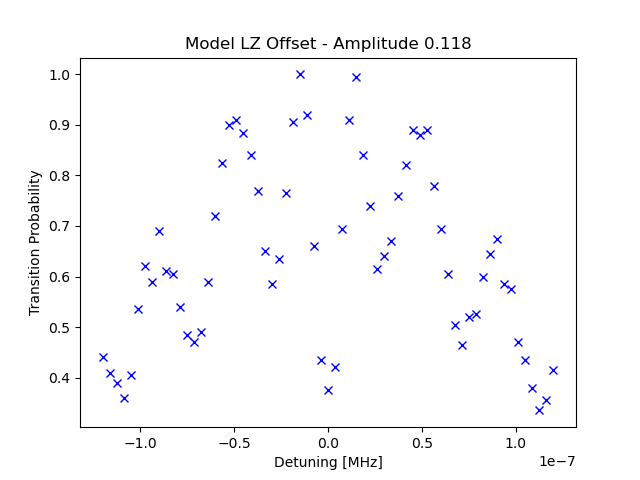 Model LZ Offset - Amplitude 0.118
Transition Probability
1.0
0.9
0.8
0.7
0.6
0.5
0.4
−1.0 −0.5 0.0 0.5 1.0
1e−7
Detuning [MHz]